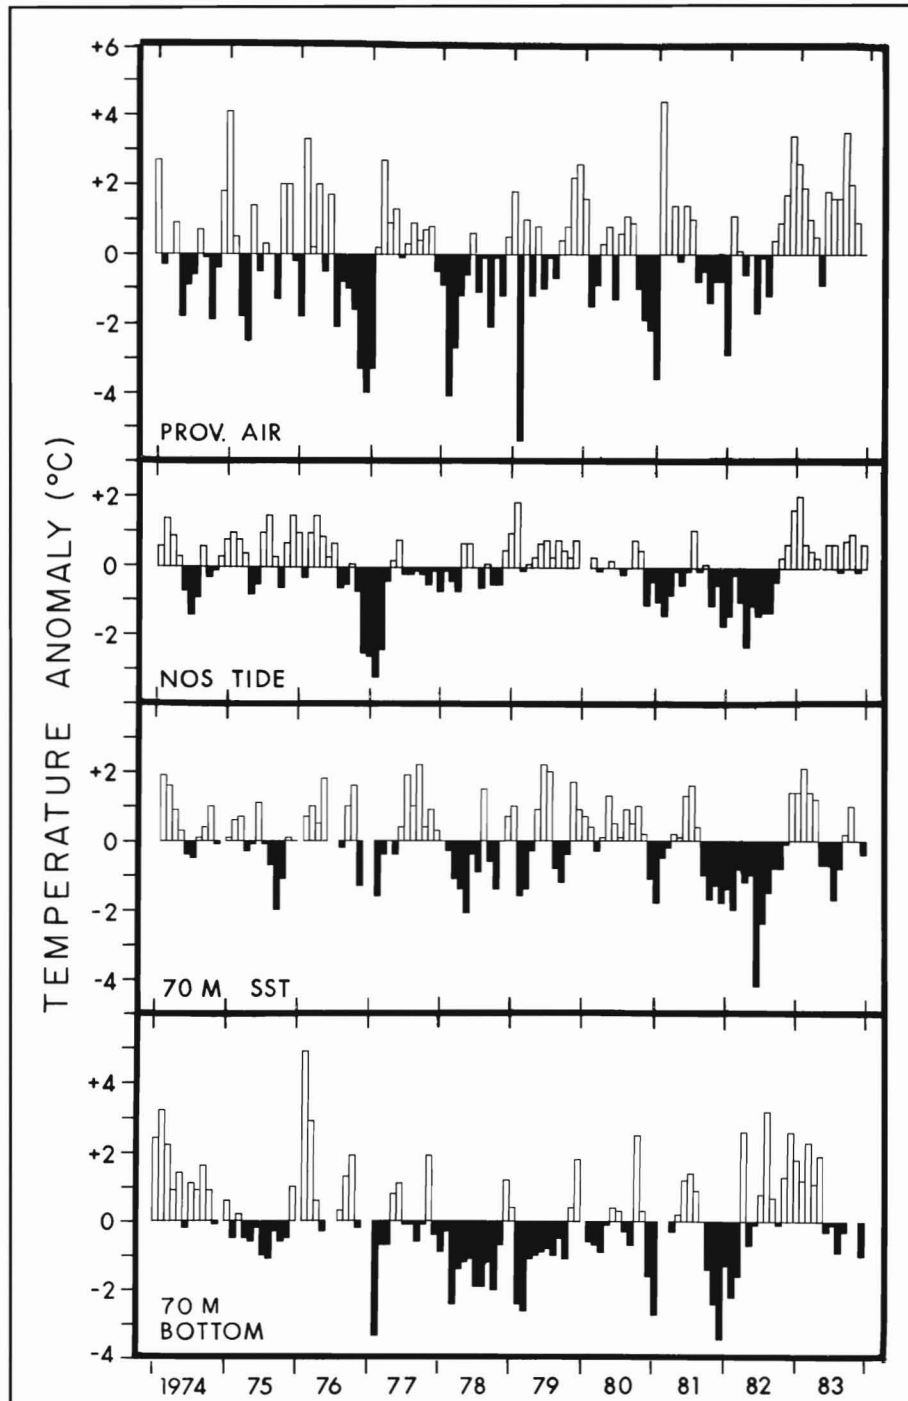 TEMPERATURE ANOMALY (°C)
+6
+4
+2
0
-2
-4
PROV. AIR
+2
0
-2
NOS TIDE
+2
0
-2
-4
70 M SST
+4
+2
0
-2
-4
70 M
BOTTOM
1974 75 76 77 78 79 80 81 82 83